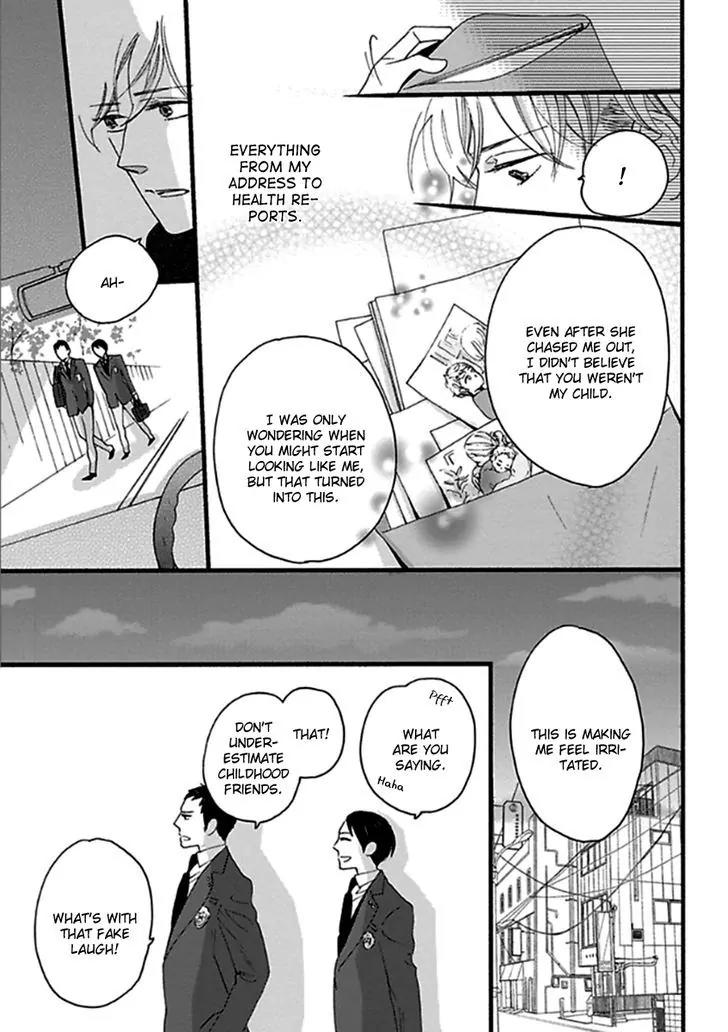 !
EVEN AFTER SHE
CHASED ME OUT,
I DIDN'T BELIEVE
THAT YOU WEREN'T
MY CHILD.
EVERYTHING
FROM MY
ADDRESS TO
HEALTH RE-
PORTS.
I WAS ONLY
WONDERING WHEN
YOU MIGHT START
LOOKING LIKE ME,
BUT THAT TURNED
INTO THIS.
AH-
THIS IS MAKING
ME FEEL IRRI-
TATED.
Pfft
WHAT
ARE YOU
SAYING.
Haha
THAT!
DON'T
UNDER-
ESTIMATE
CHILDHOOD
FRIENDS.
WHAT'S WITH
THAT FAKE
LAUGH!